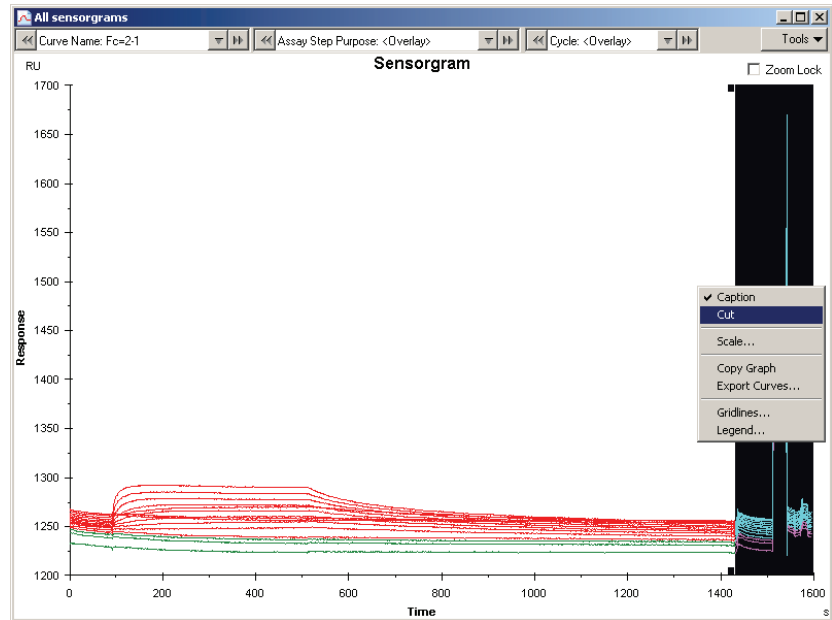 All sensorgrams
Curve Name: Fc=2-1 Assay Step Purpose: <Overlay> Cycle: <Overlay> Tools
RU
Sensorgram
Zoom Lock
1700
1650
1600
1550
1500
1450
1400
1350
1300
1250
1200
Response
Caption
Cut
Scale...
Copy Graph
Export Curves...
Gridlines...
Legend...
0 200 400 600 800 1000 1200 1400 1600
Time
s